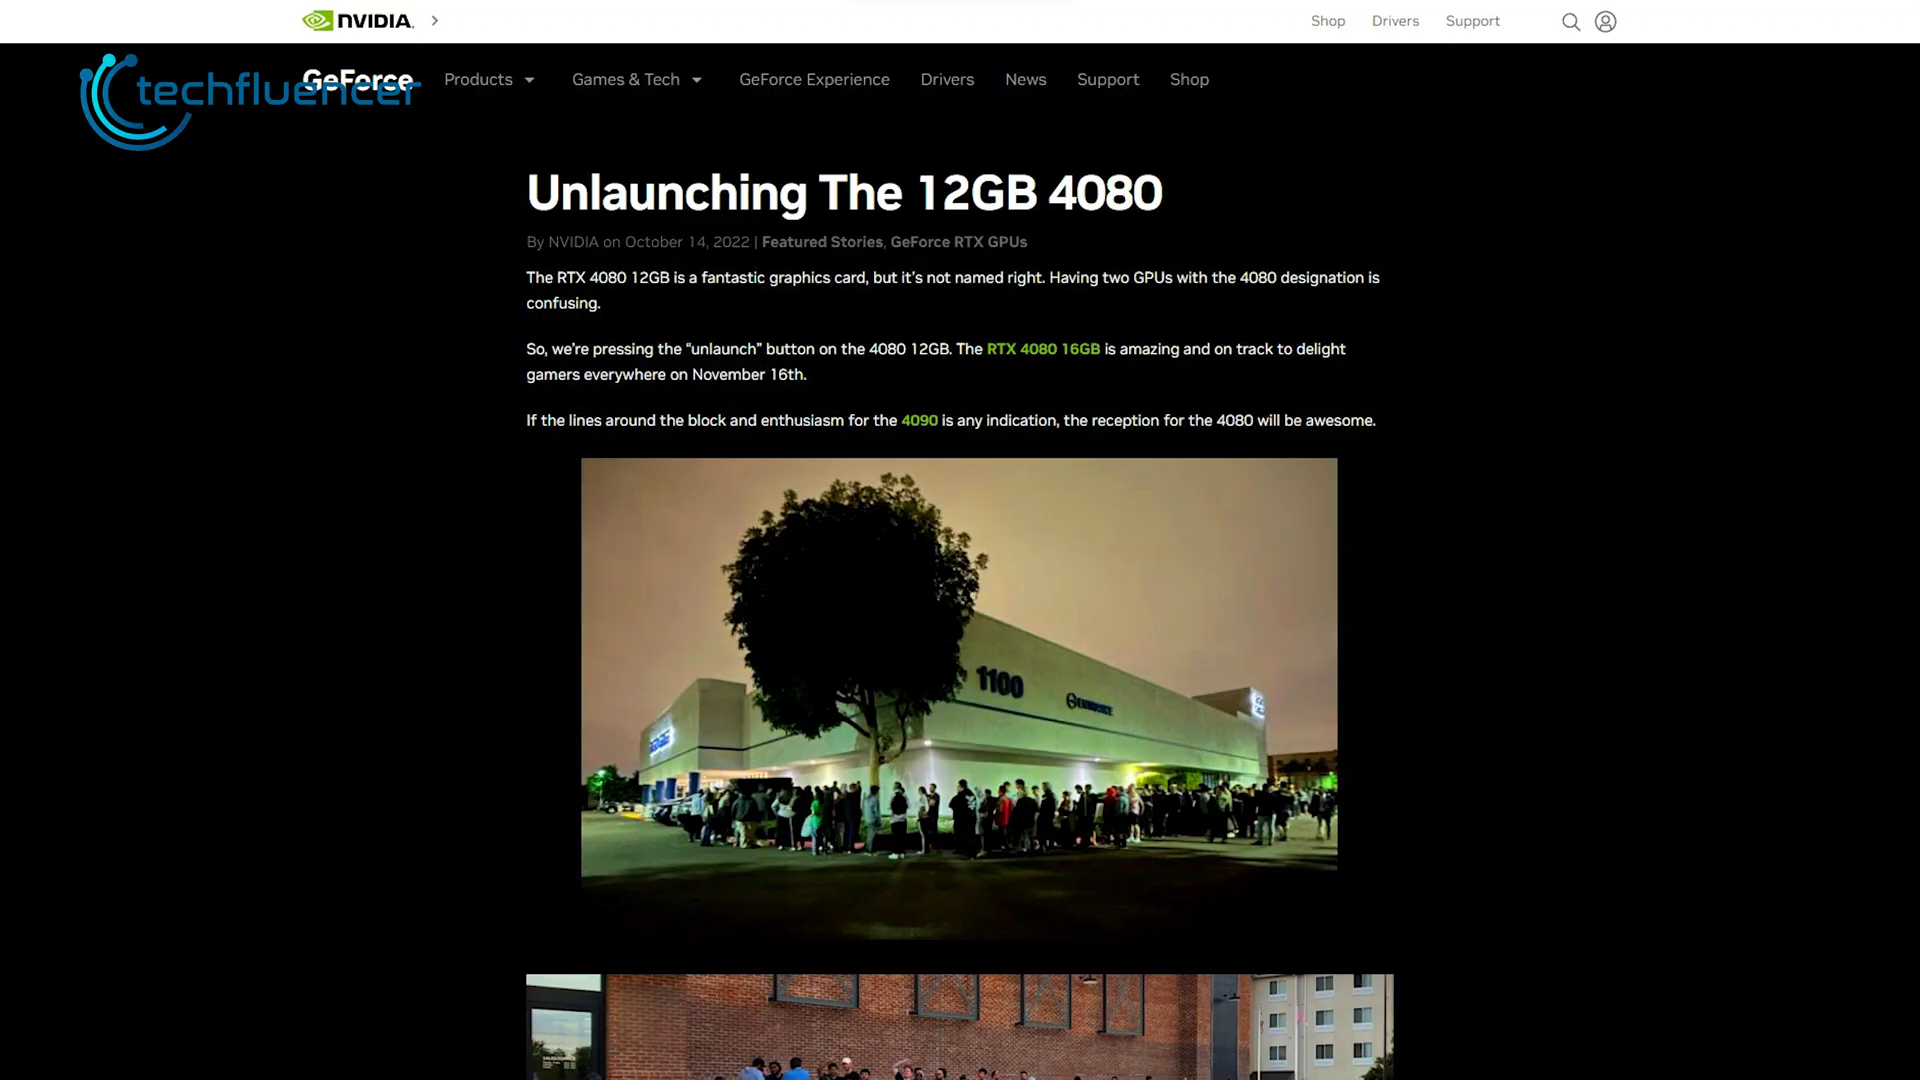 NVIDIA.
Shop Drivers Support
techfluencer
GeForce Products Games & Tech GeForce Experience Drivers News Support Shop
Unlaunching The 12GB 4080
By NVIDIA on October 14, 2022 | Featured Stories, GeForce RTX GPUs
The RTX 4080 12GB is a fantastic graphics card, but it's not named right. Having two GPUs with the 4080 designation is
confusing.
So, we're pressing the “unlaunch” button on the 4080 12GB. The RTX 4080 16GB is amazing and on track to delight
gamers everywhere on November 16th.
If the lines around the block and enthusiasm for the 4090 is any indication, the reception for the 4080 will be awesome.
1100